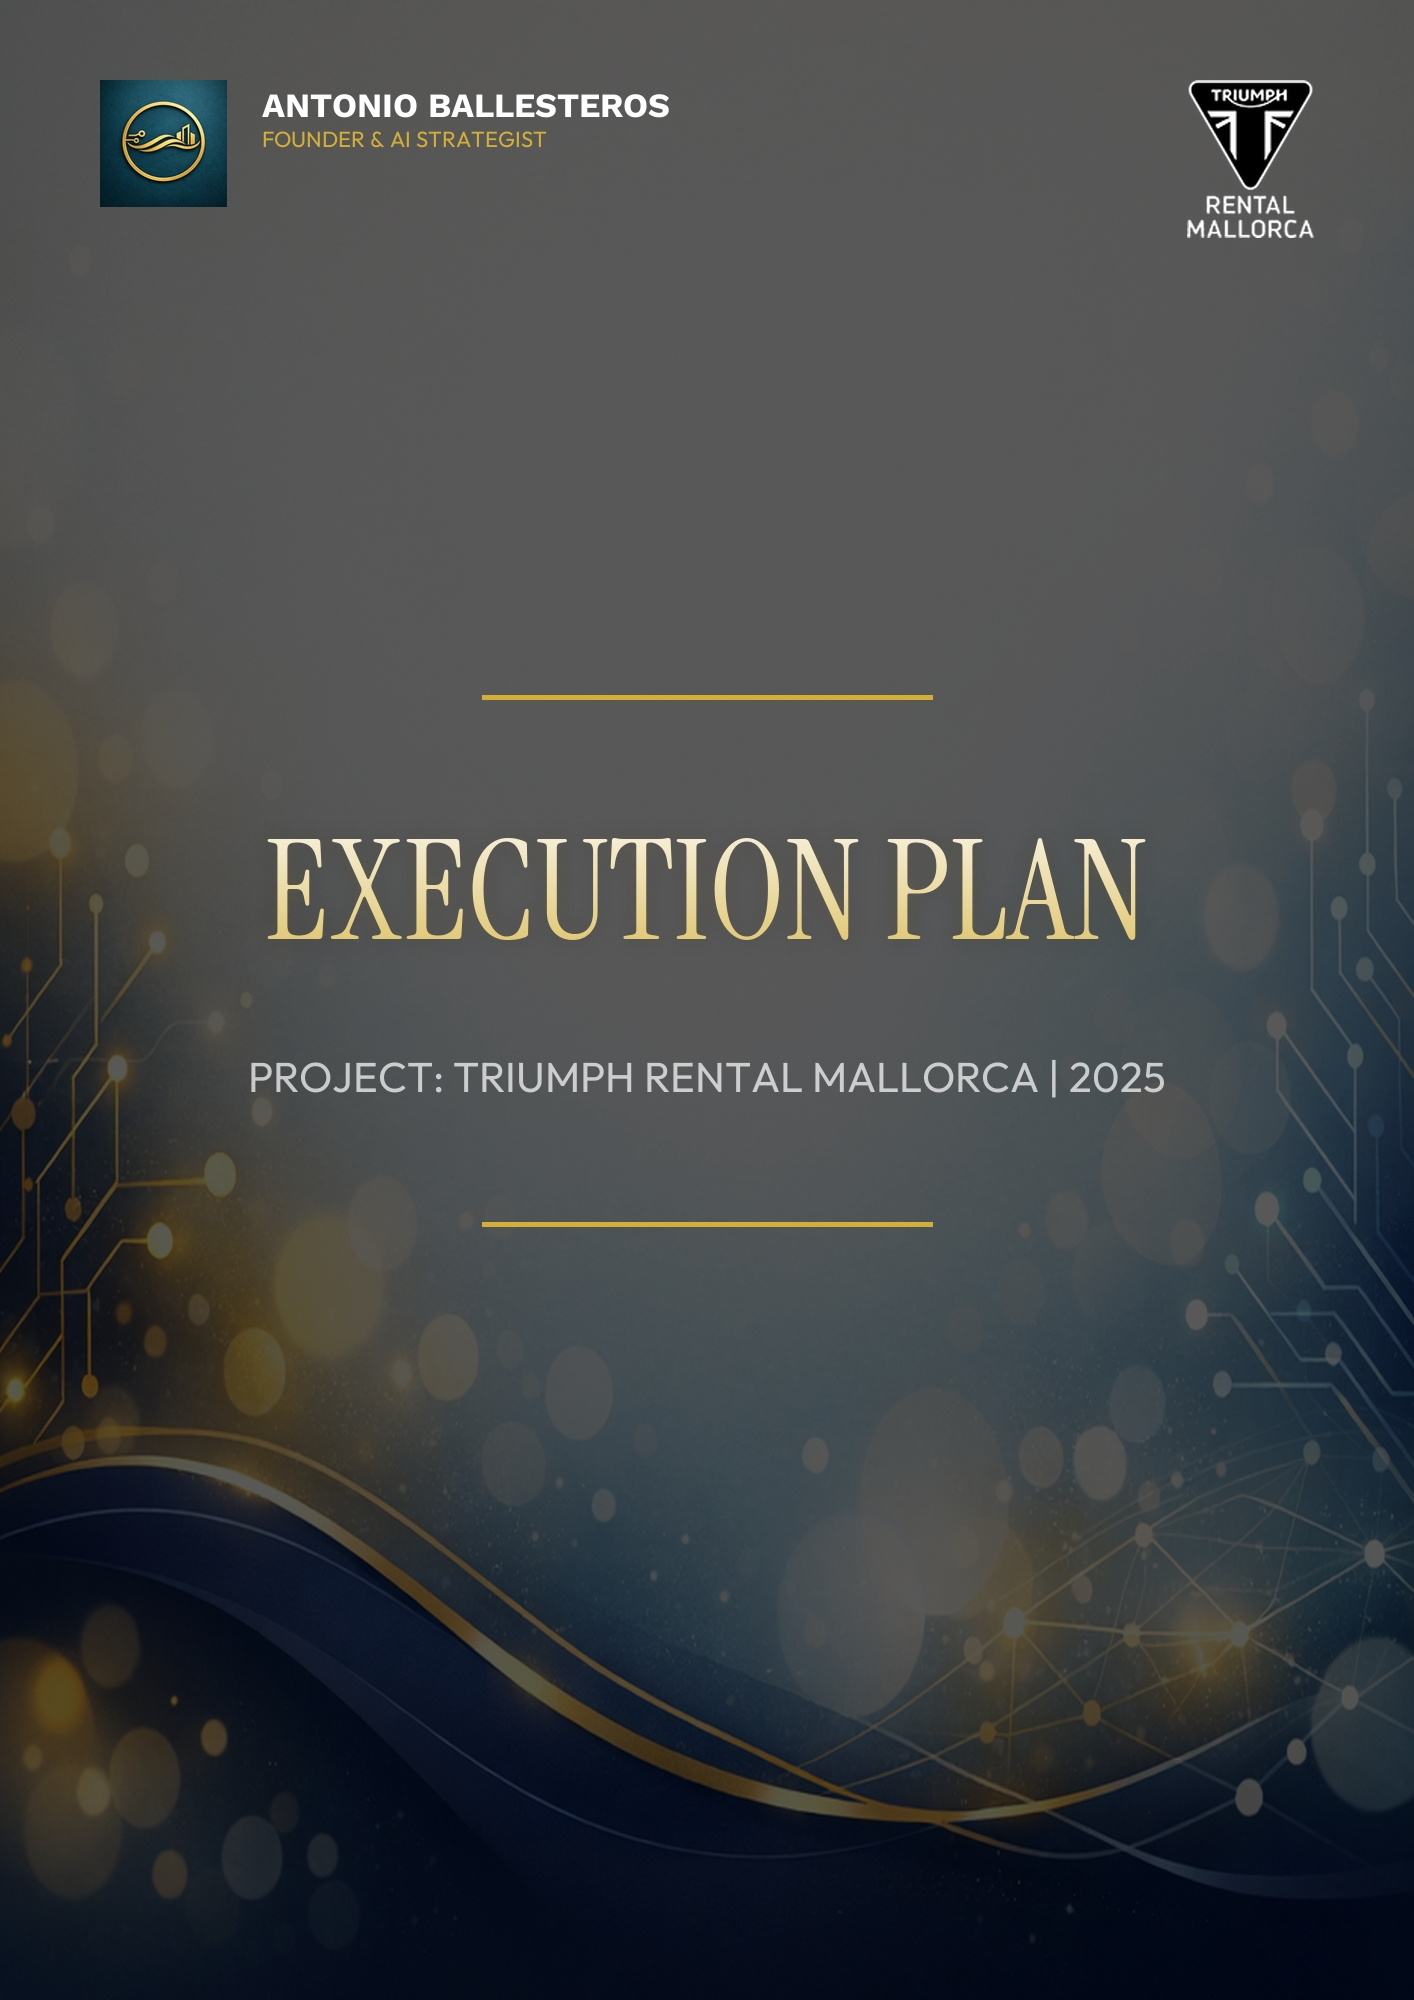 ANTONIO BALLESTEROS
FOUNDER & AI STRATEGIST
TRIUMPH
RENTAL
MALLORCA
EXECUTION PLAN
PROJECT: TRIUMPH RENTAL MALLORCA | 2025